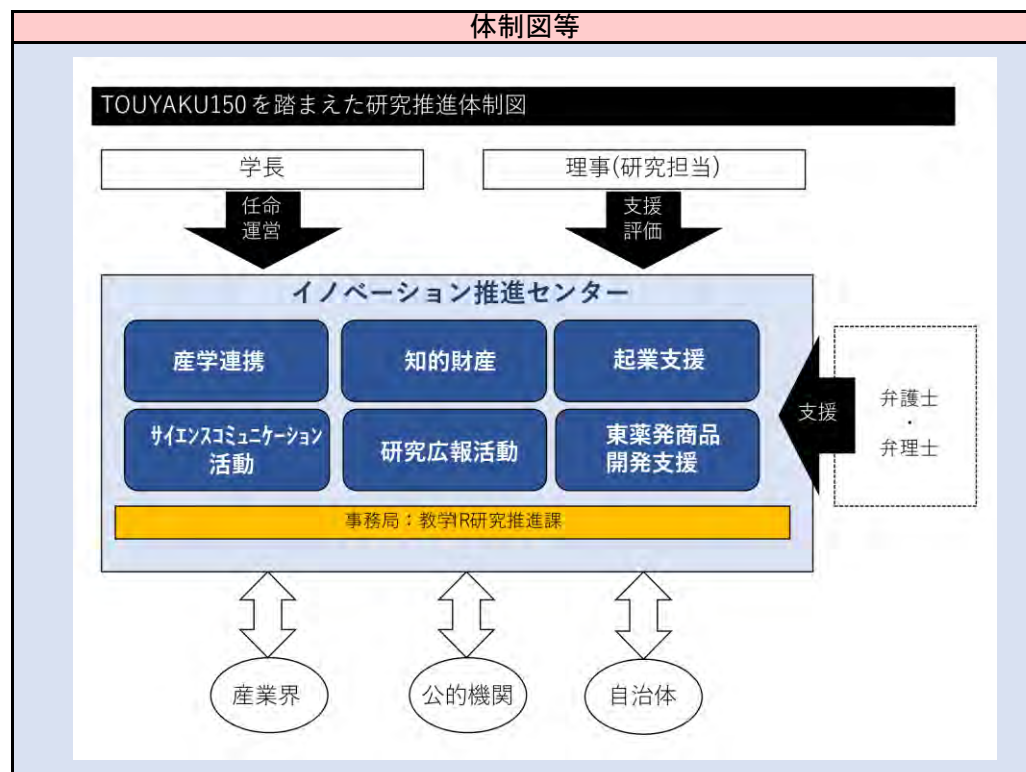 体制図等
TOUYAKU150を踏まえた研究推進体制図
学長
理事(研究担当)
任命
運営
支援
評価
イノベーション推進センター
産学連携
知的財産
起業支援
サイエンスコミュニケーション
活動
研究広報活動
東薬発商品
開発支援
支援
弁護士
・
弁理士
事務局：教学IR研究推進課
産業界
公的機関
自治体